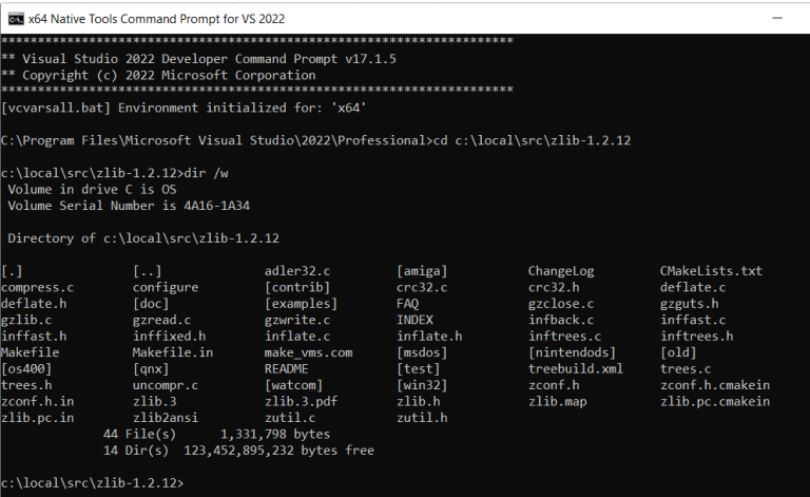 x64 Native Tools Command Prompt for VS 2022
**********************************************************************
** Visual Studio 2022 Developer Command Prompt v17.1.5
** Copyright (c) 2022 Microsoft Corporation
**********************************************************************
[vcvarsall.bat] Environment initialized for: 'x64'
C:\Program Files\Microsoft Visual Studio\2022\Professional>cd c:\local\src\zlib-1.2.12
c:\local\src\zlib-1.2.12>dir /w
Volume in drive C is OS
Volume Serial Number is 4A16-1A34
Directory of c:\local\src\zlib-1.2.12
[.] [..] adler32.c [amiga] ChangeLog CMakeLists.txt
compress.c configure [contrib] crc32.c crc32.h deflate.c
deflate.h [doc] [examples] FAQ gzclose.c gzguts.h
gzlib.c gzread.c gzwrite.c INDEX infback.c inffast.c
inffast.h inffixed.h inflate.c inflate.h inftrees.c inftrees.h
Makefile Makefile.in make_vms.com [msdos] [nintendods] [old]
[os400] [qnx] README [test] treebuild.xml trees.c
trees.h uncompr.c [watcom] [win32] zconf.h zconf.h.cmakein
zconf.h.in zlib.3 zlib.3.pdf zlib.h zlib.map zlib.pc.cmakein
zlib.pc.in zlib2ansi zutil.c zutil.h
44 File(s) 1,331,798 bytes
14 Dir(s) 123,452,895,232 bytes free
c:\local\src\zlib-1.2.12>